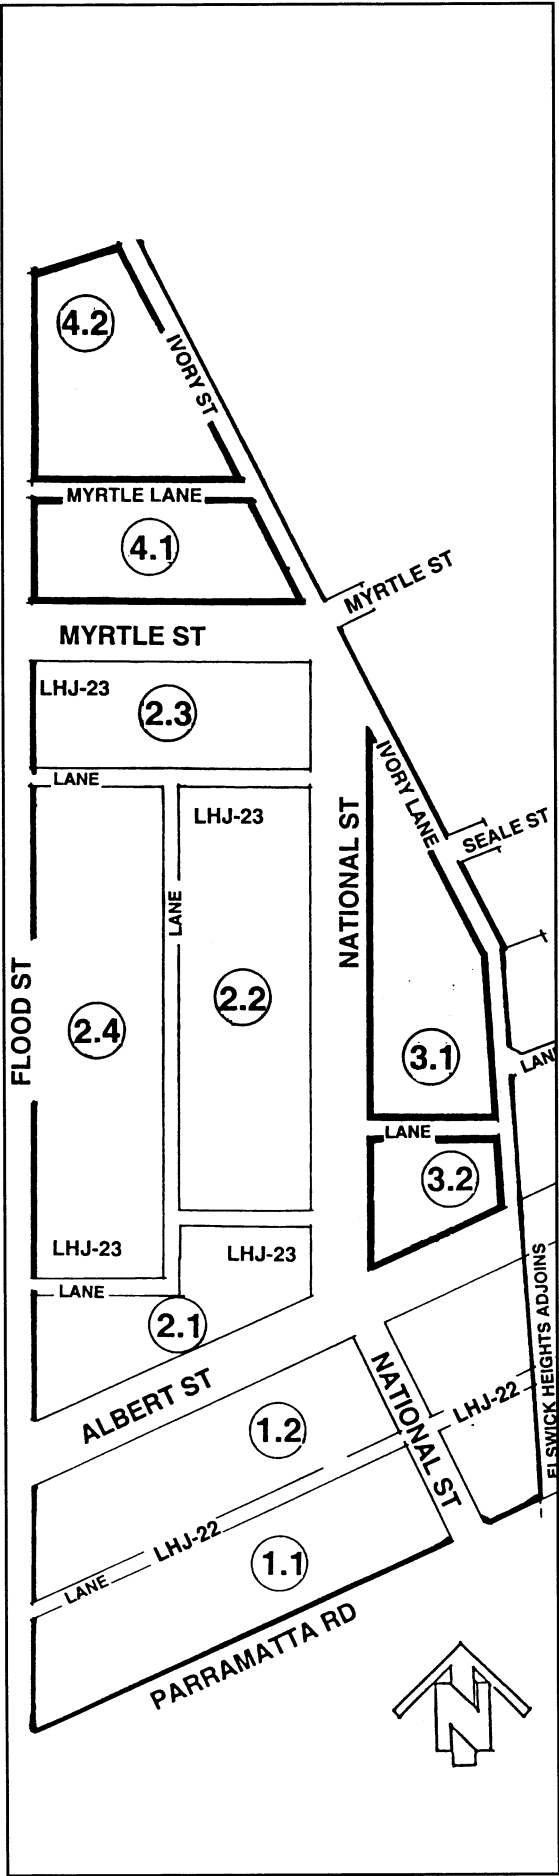 4.2
IVORY ST
MYRTLE LANE
4.1
MYRTLE ST
MYRTLE ST
LHJ-23
2.3
LANE
IVORY LANE
SEALE ST
LHJ-23
NATIONAL ST
LANE
FLOOD ST
2.4
2.2
3.1
LANE
LANE
3.2
LHJ-23
LHJ-23
LANE
2.1
ELSWICK HEIGHTS ADJOINS
ALBERT ST
NATIONAL ST
LHJ-22
1.2
LHJ-22
LANE
1.1
PARRAMATTA RD
N